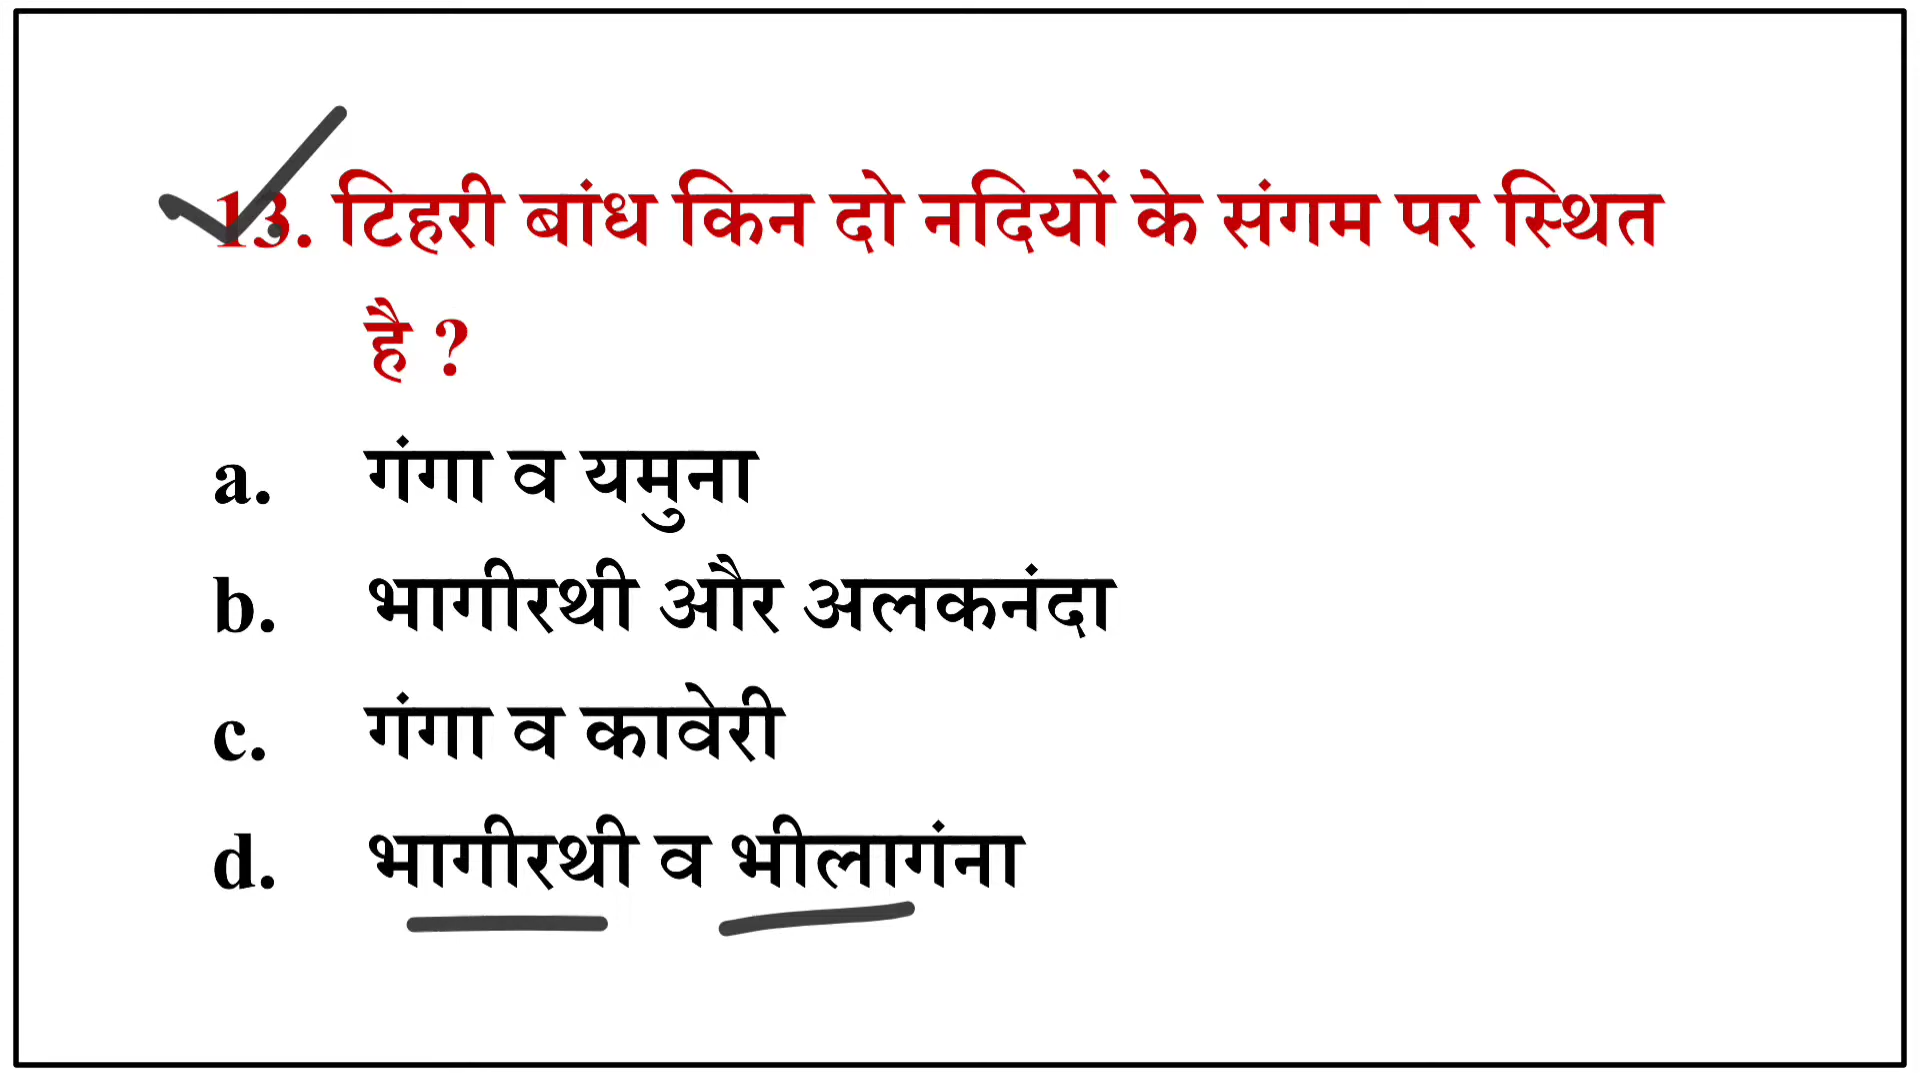 13. टिहरी बांध किन दो नदियों के संगम पर स्थित
है ?
a. गंगा व यमुना
b. भागीरथी और अलकनंदा
c. गंगा व कावेरी
d. भागीरथी व भीलागंना